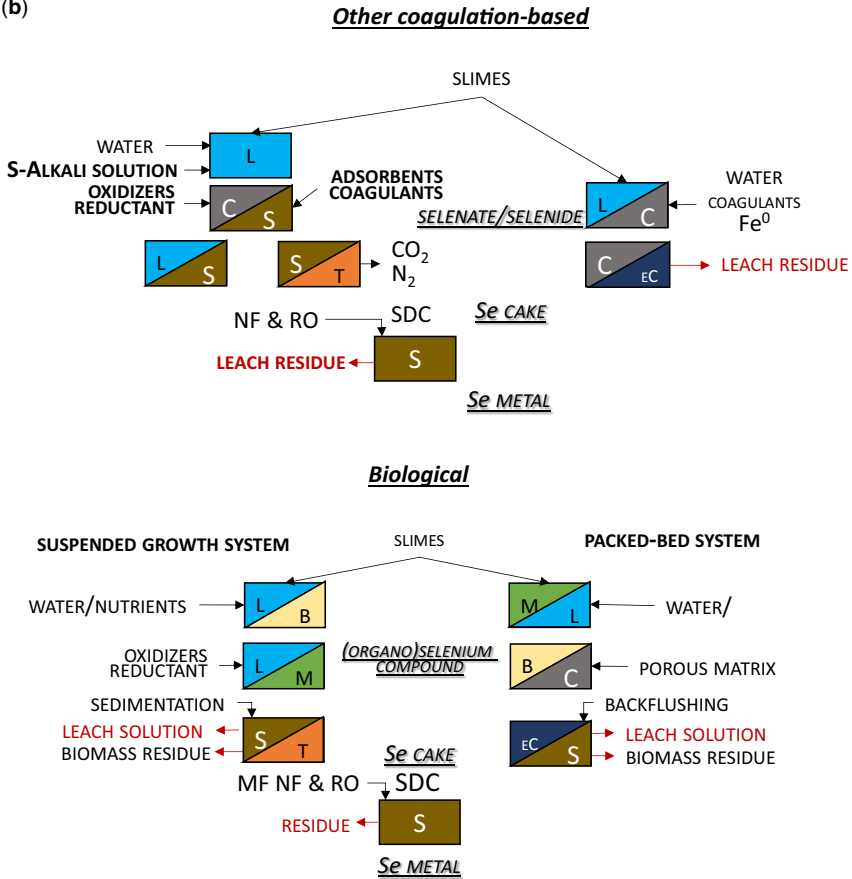 (b)
Other coagulation-based
SLIMES
WATER
S-ALKALI SOLUTION
L
OXIDIZERS
REDUCTANT
C
S
ADSORBENTS
COAGULANTS
SELENATE/SELENIDE
L
C
WATER
COAGULANTS
Fe⁰
L
S
S
T
CO₂
N₂
C
EC
LEACH RESIDUE
NF & RO
SDC
Se CAKE
LEACH RESIDUE
S
Se METAL
Biological
SUSPENDED GROWTH SYSTEM
SLIMES
PACKED-BED SYSTEM
WATER/NUTRIENTS
L
B
M
L
WATER/
OXIDIZERS
REDUCTANT
L
M
(ORGANO)SELENIUM
COMPOUND
B
C
POROUS MATRIX
SEDIMENTATION
BACKFLUSHING
LEACH SOLUTION
BIOMASS RESIDUE
S
T
EC
S
LEACH SOLUTION
BIOMASS RESIDUE
Se CAKE
MF NF & RO
SDC
RESIDUE
S
Se METAL